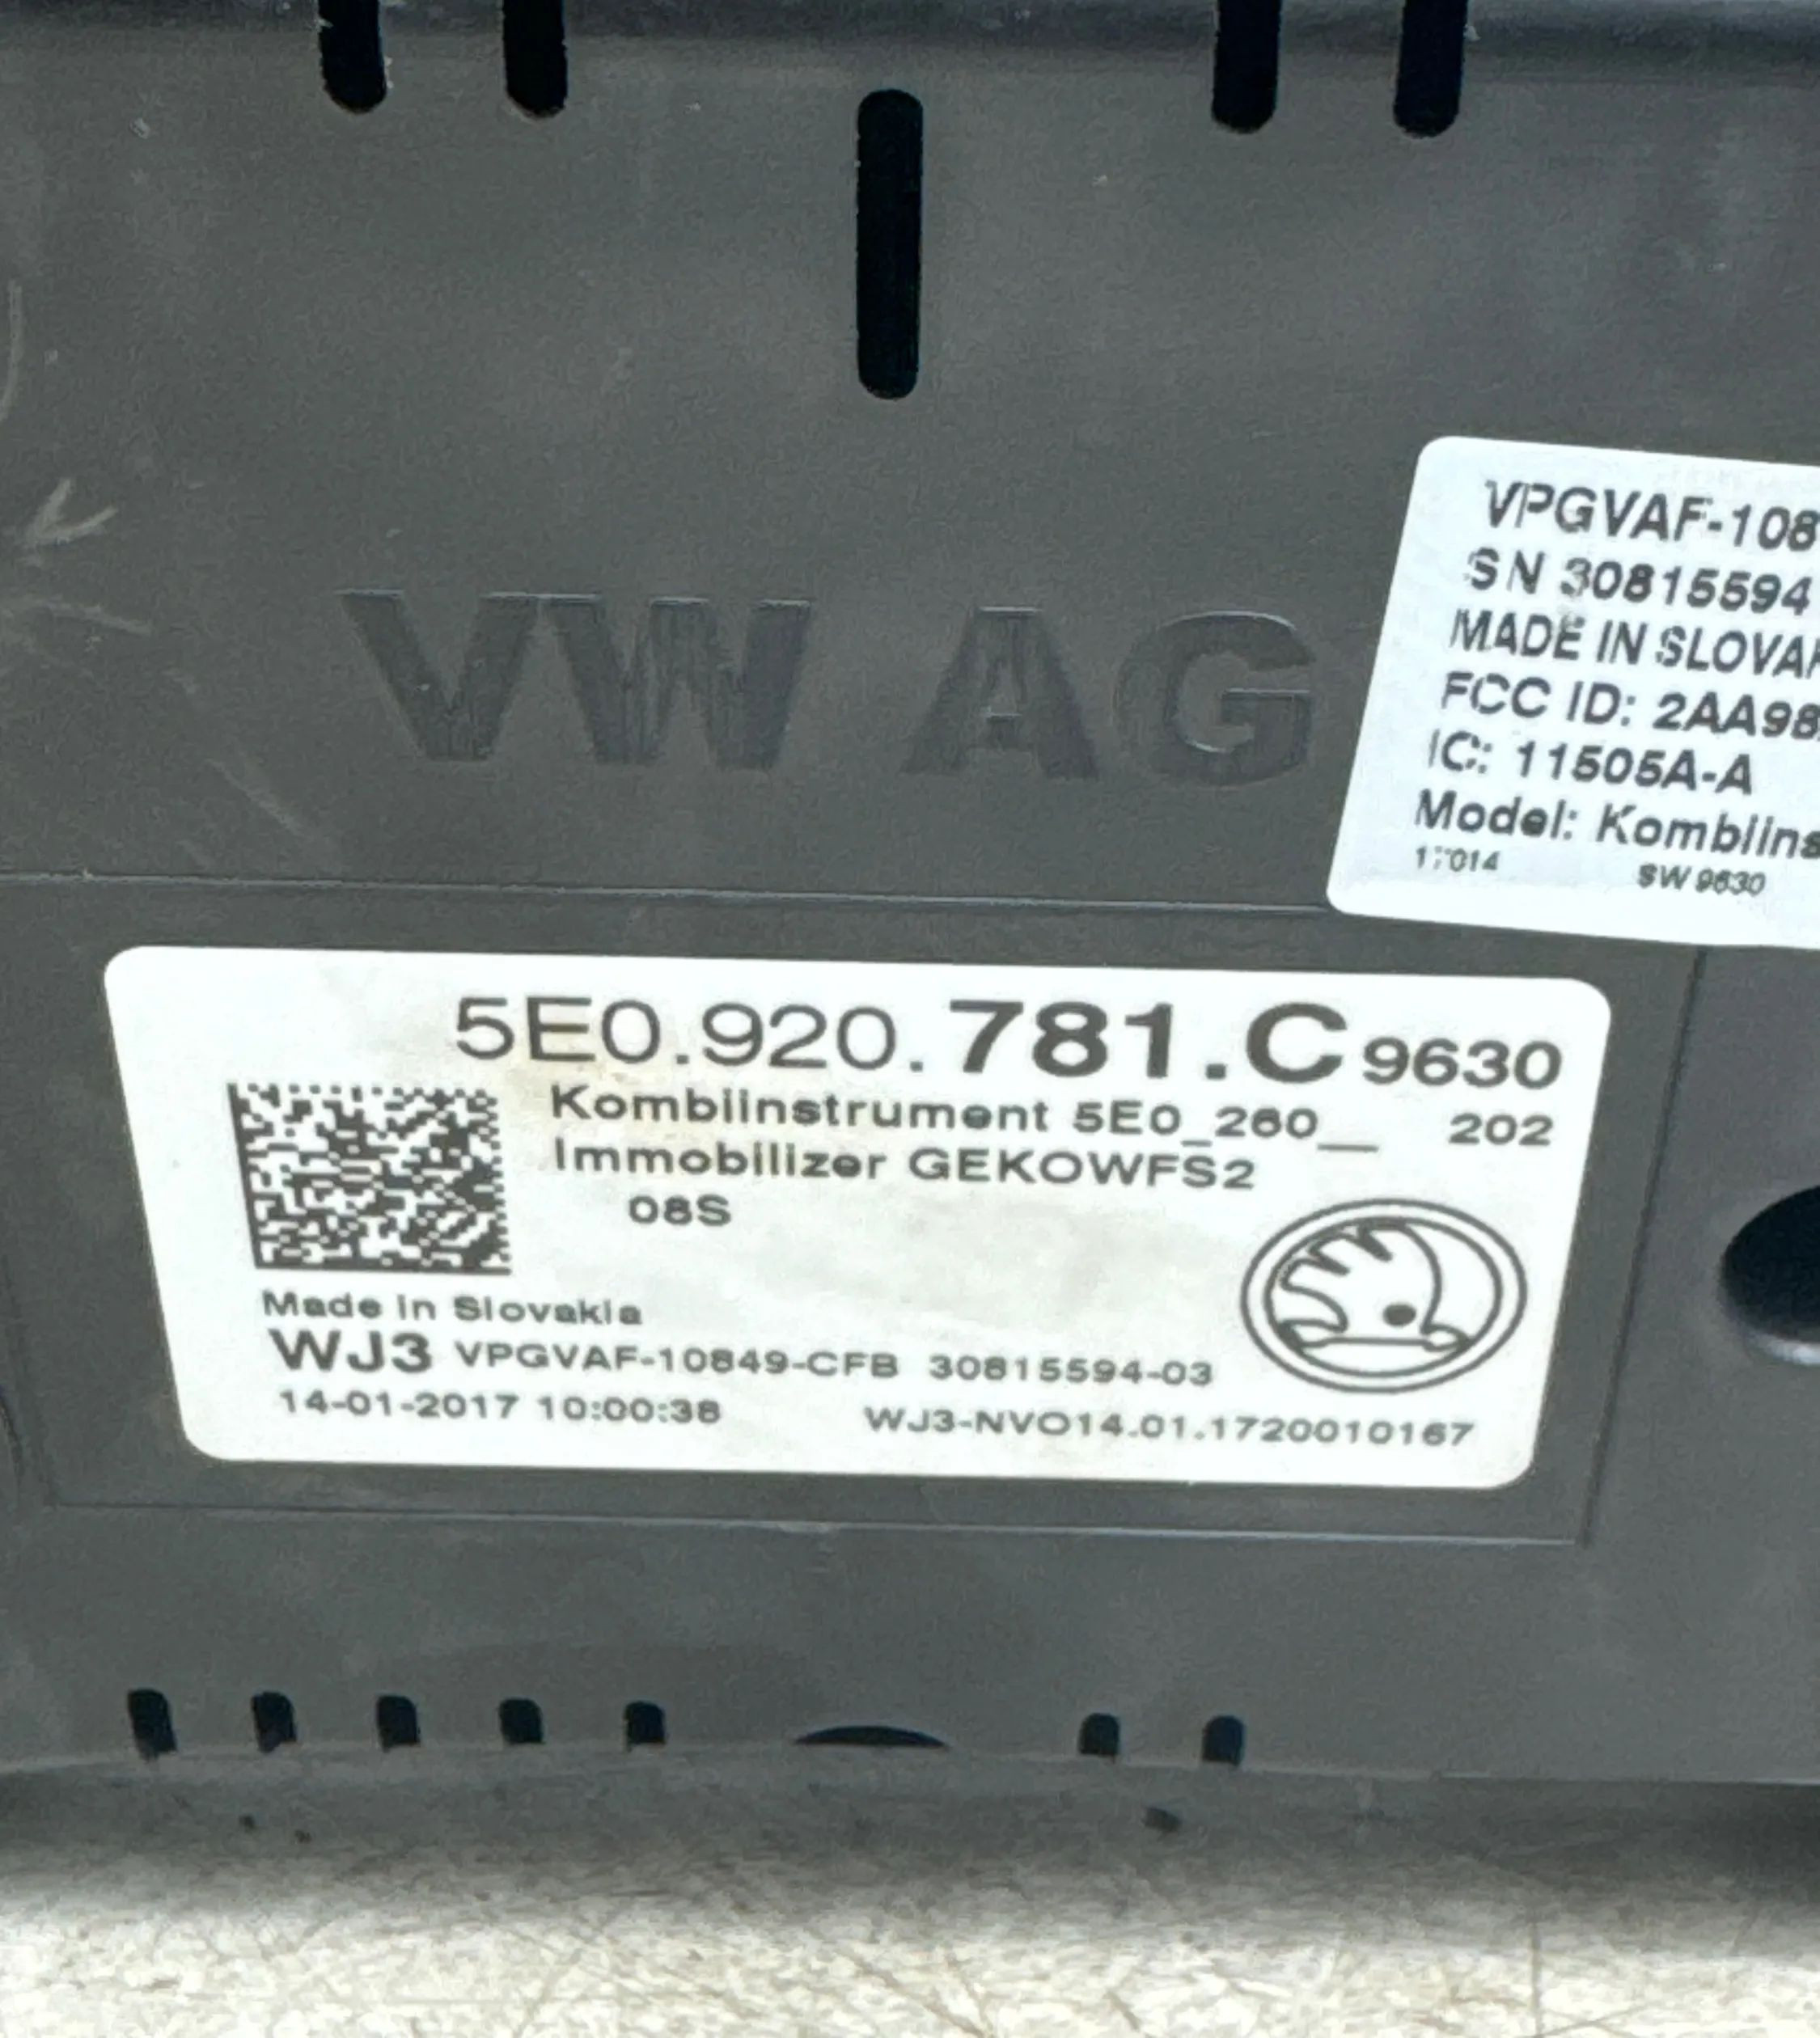 VW AG
VPGVAF-108
SN 30815594
MADE IN SLOVAK
FCC ID: 2AA98
IC: 11505A-A
Model: Kombiins
17014 SW 9630
5E0.920.781.C 9630
Kombiinstrument 5E0_260__ 202
Immobilizer GEKOWFS2
08S
Made in Slovakia
WJ3 VPGVAF-10849-CFB 30815594-03
14-01-2017 10:00:38 WJ3-NVO14.01.1720010167